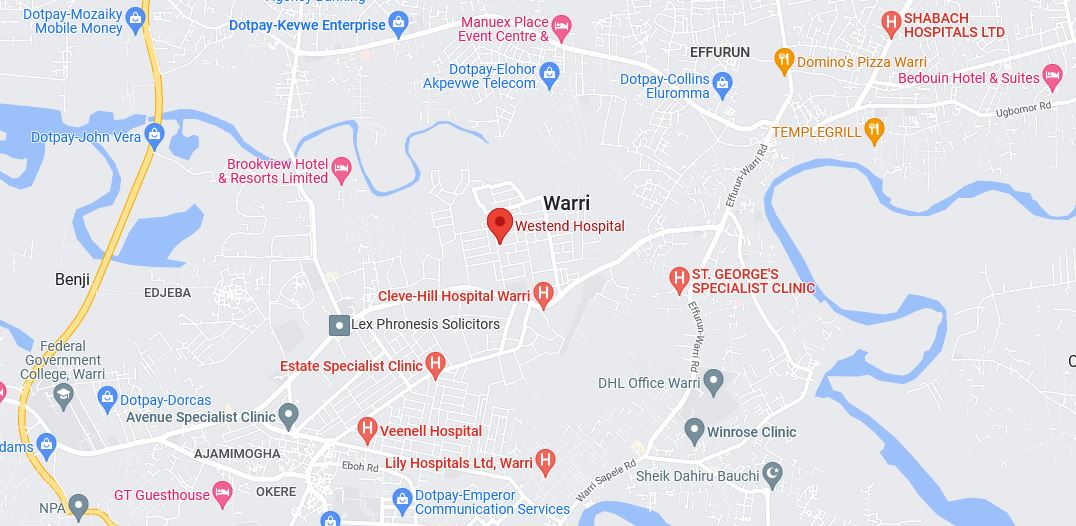 Agency Banking
Dotpay-Mozaiky
Mobile Money
Dotpay-Kevwe Enterprise
Manuex Place
Event Centre &
SHABACH
HOSPITALS LTD
EFFURUN
Domino's Pizza Warri
Dotpay-Elohor
Akpevwe Telecom
Dotpay-Collins
Eluromma
Bedouin Hotel & Suites
Ugbomor Rd
Dotpay-John Vera
TEMPLEGRILL
Brookview Hotel
& Resorts Limited
Effurun-Warri Rd
Warri
Westend Hospital
Benji
EDJEBA
Cleve-Hill Hospital Warri
ST. GEORGE'S
SPECIALIST CLINIC
Lex Phronesis Solicitors
Effurun-Warri Rd
Federal
Government
College, Warri
Estate Specialist Clinic
DHL Office Warri
Dotpay-Dorcas
Avenue Specialist Clinic
Veenell Hospital
Winrose Clinic
dams
AJAMIMOGHA
Eboh Rd
Lily Hospitals Ltd, Warri
Warri Sapele Rd
Sheik Dahiru Bauchi
GT Guesthouse
OKERE
Dotpay-Emperor
Communication Services
NPA